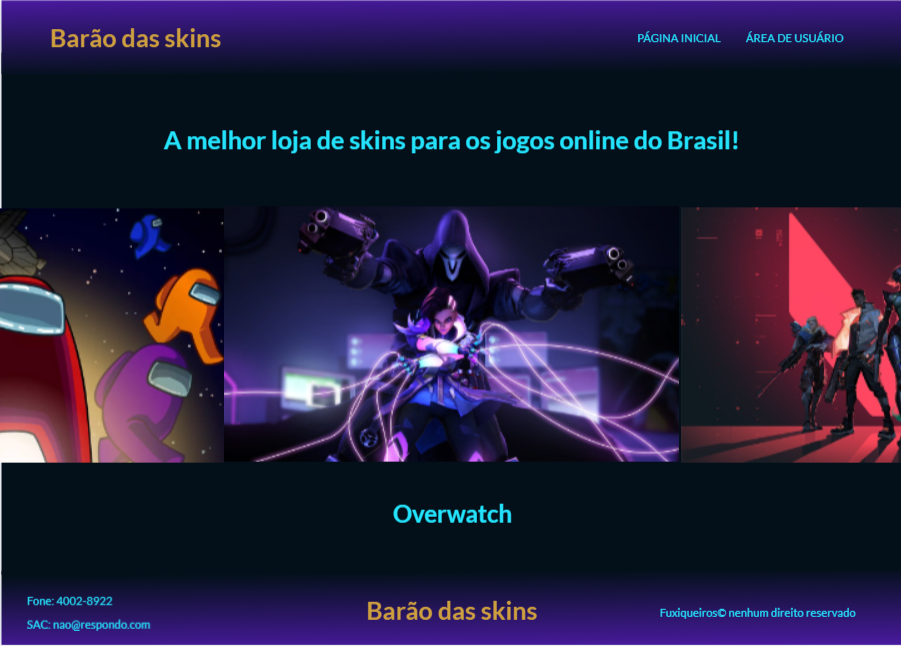 Barão das skins
PÁGINA INICIAL
ÁREA DE USUÁRIO
A melhor loja de skins para os jogos online do Brasil!
Overwatch
Fone: 4002-8922
SAC: nao@respondo.com
Barão das skins
Fuxiqueiros© nenhum direito reservado